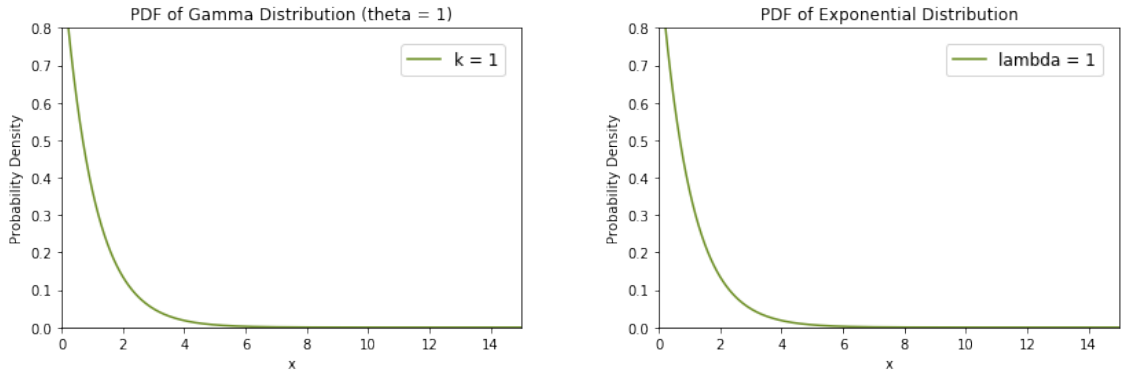 PDF of Gamma Distribution (theta = 1)
k = 1
Probability Density
0.8
0.7
0.6
0.5
0.4
0.3
0.2
0.1
0.0
0 2 4 6 8 10 12 14
x
PDF of Exponential Distribution
lambda = 1
Probability Density
0.8
0.7
0.6
0.5
0.4
0.3
0.2
0.1
0.0
0 2 4 6 8 10 12 14
x